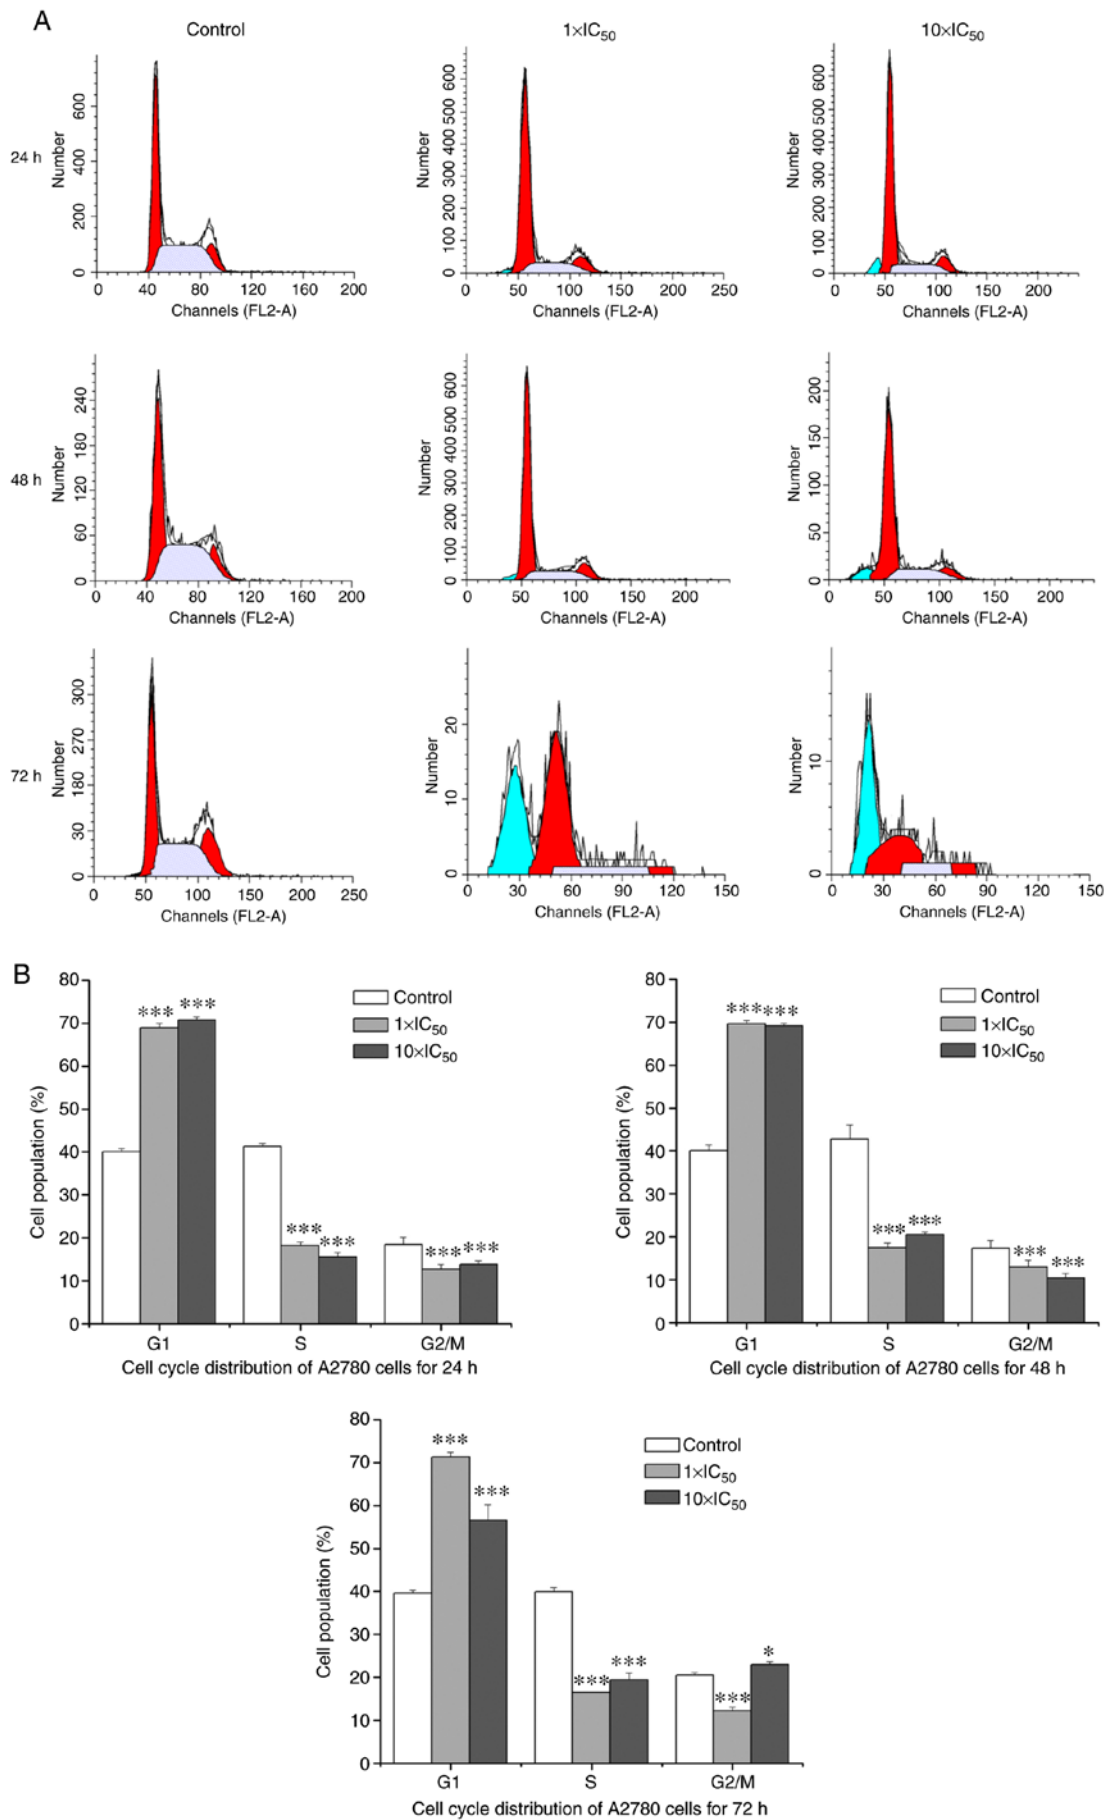 A
Control
1×IC50
10×IC50
24 h
Number
600
400
200
0
0 40 80 120 160 200
Channels (FL2-A)
Number
600
500
400
300
200
100
0
0 50 100 150 200 250
Channels (FL2-A)
Number
600
500
400
300
200
100
0
0 50 100 150 200
Channels (FL2-A)
48 h
Number
240
180
120
60
0
0 40 80 120 160 200
Channels (FL2-A)
Number
600
500
400
300
200
100
0
0 50 100 150 200
Channels (FL2-A)
Number
200
150
100
50
0
0 50 100 150 200
Channels (FL2-A)
72 h
Number
300
270
180
30
0
0 50 100 150 200 250
Channels (FL2-A)
Number
20
10
0
0 30 60 90 120 150
Channels (FL2-A)
Number
10
0
0 30 60 90 120 150
Channels (FL2-A)
B
Cell population (%)
80
70
60
50
40
30
20
10
0
Control
1×IC50
10×IC50
*** ***
*** ***
*** ***
G1 S G2/M
Cell cycle distribution of A2780 cells for 24 h
Cell population (%)
80
70
60
50
40
30
20
10
0
Control
1×IC50
10×IC50
*** ***
*** ***
*** ***
G1 S G2/M
Cell cycle distribution of A2780 cells for 48 h
Cell population (%)
80
70
60
50
40
30
20
10
0
Control
1×IC50
10×IC50
*** ***
*** ***
*** *
G1 S G2/M
Cell cycle distribution of A2780 cells for 72 h